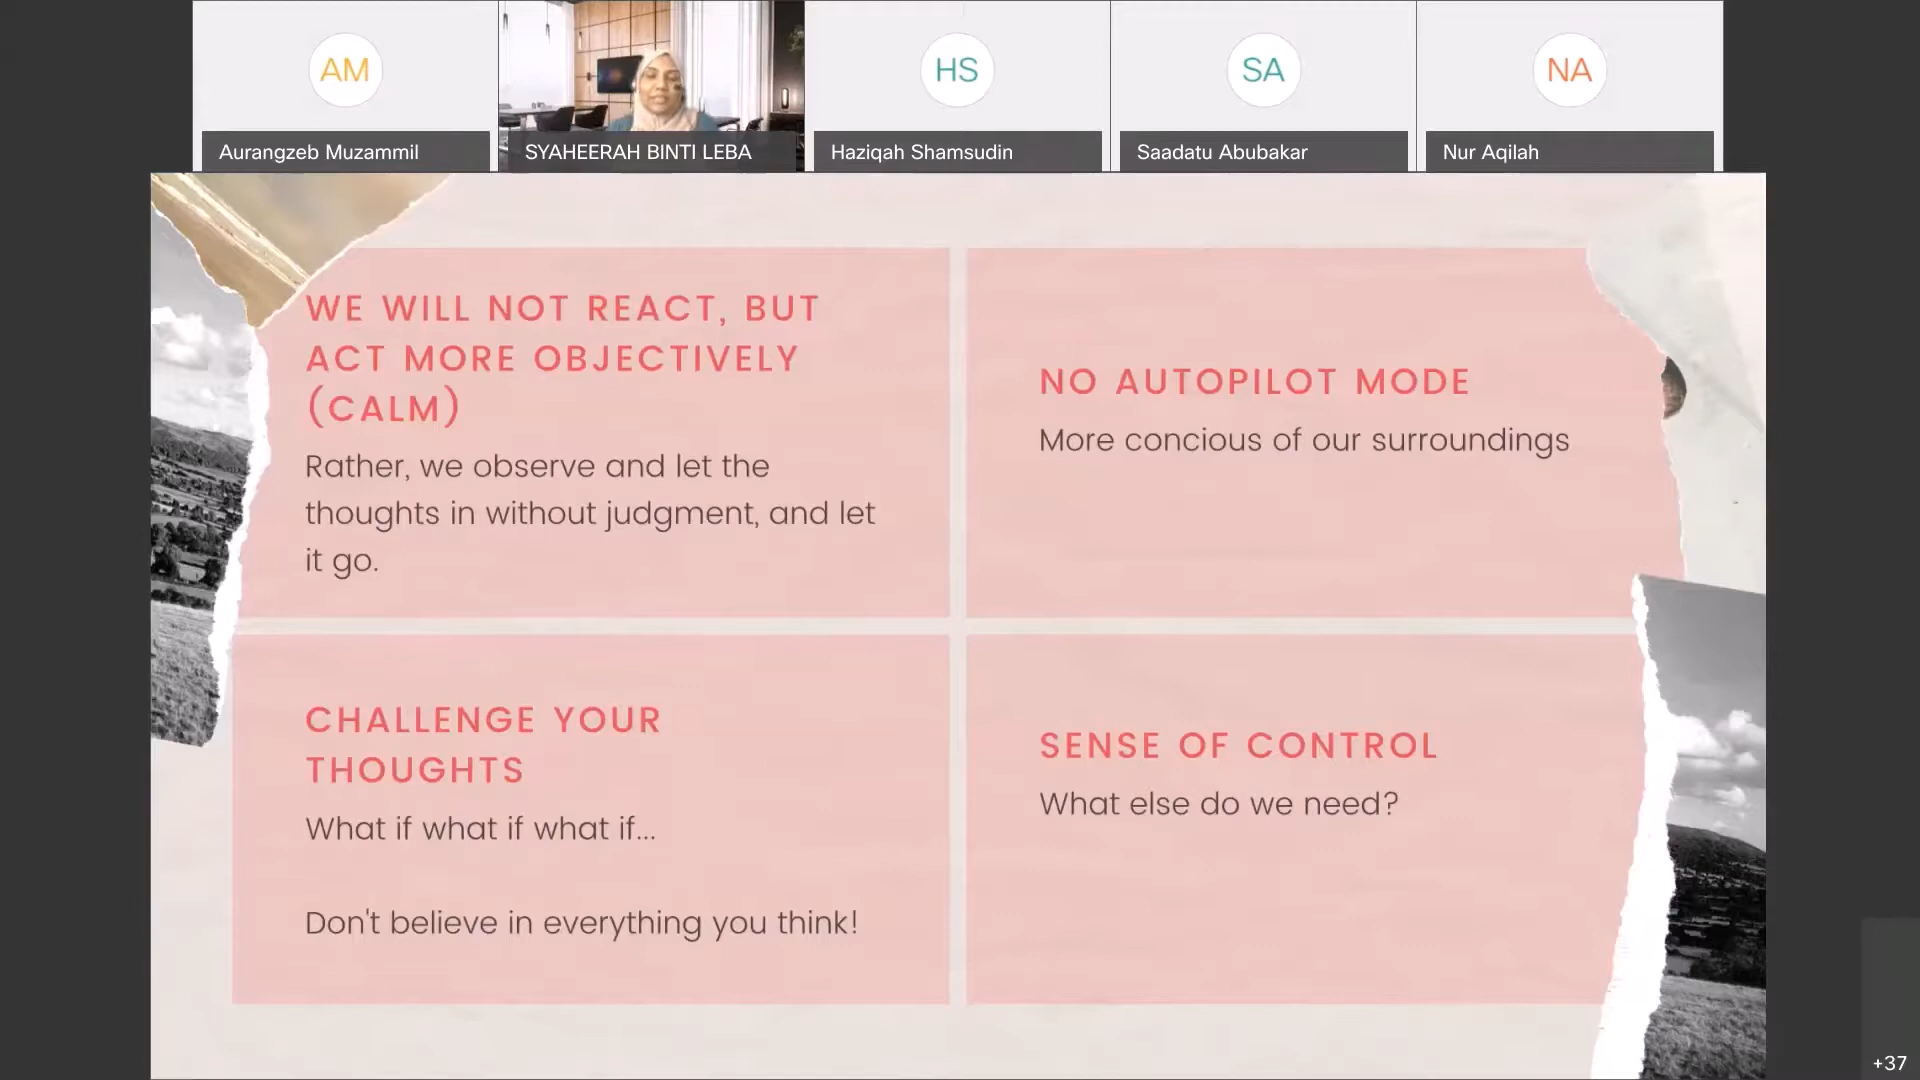 AM
HS
SA
NA
Aurangzeb Muzammil
SYAHEERAH BINTI LEBA
Haziqah Shamsudin
Saadatu Abubakar
Nur Aqilah
WE WILL NOT REACT, BUT
ACT MORE OBJECTIVELY
(CALM)
Rather, we observe and let the
thoughts in without judgment, and let
it go.
NO AUTOPILOT MODE
More concious of our surroundings
CHALLENGE YOUR
THOUGHTS
What if what if what if...
Don't believe in everything you think!
SENSE OF CONTROL
What else do we need?
+37